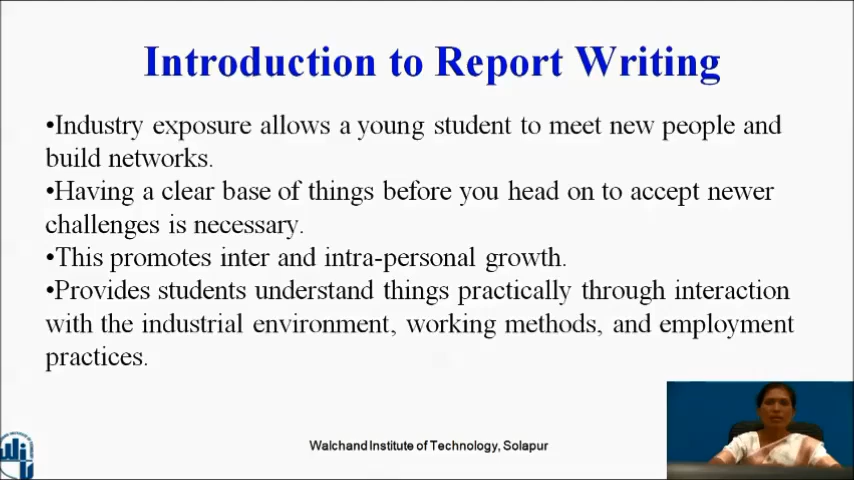 Introduction to Report Writing
•Industry exposure allows a young student to meet new people and
build networks.
•Having a clear base of things before you head on to accept newer
challenges is necessary.
•This promotes inter and intra-personal growth.
•Provides students understand things practically through interaction
with the industrial environment, working methods, and employment
practices.
Walchand Institute of Technology, Solapur